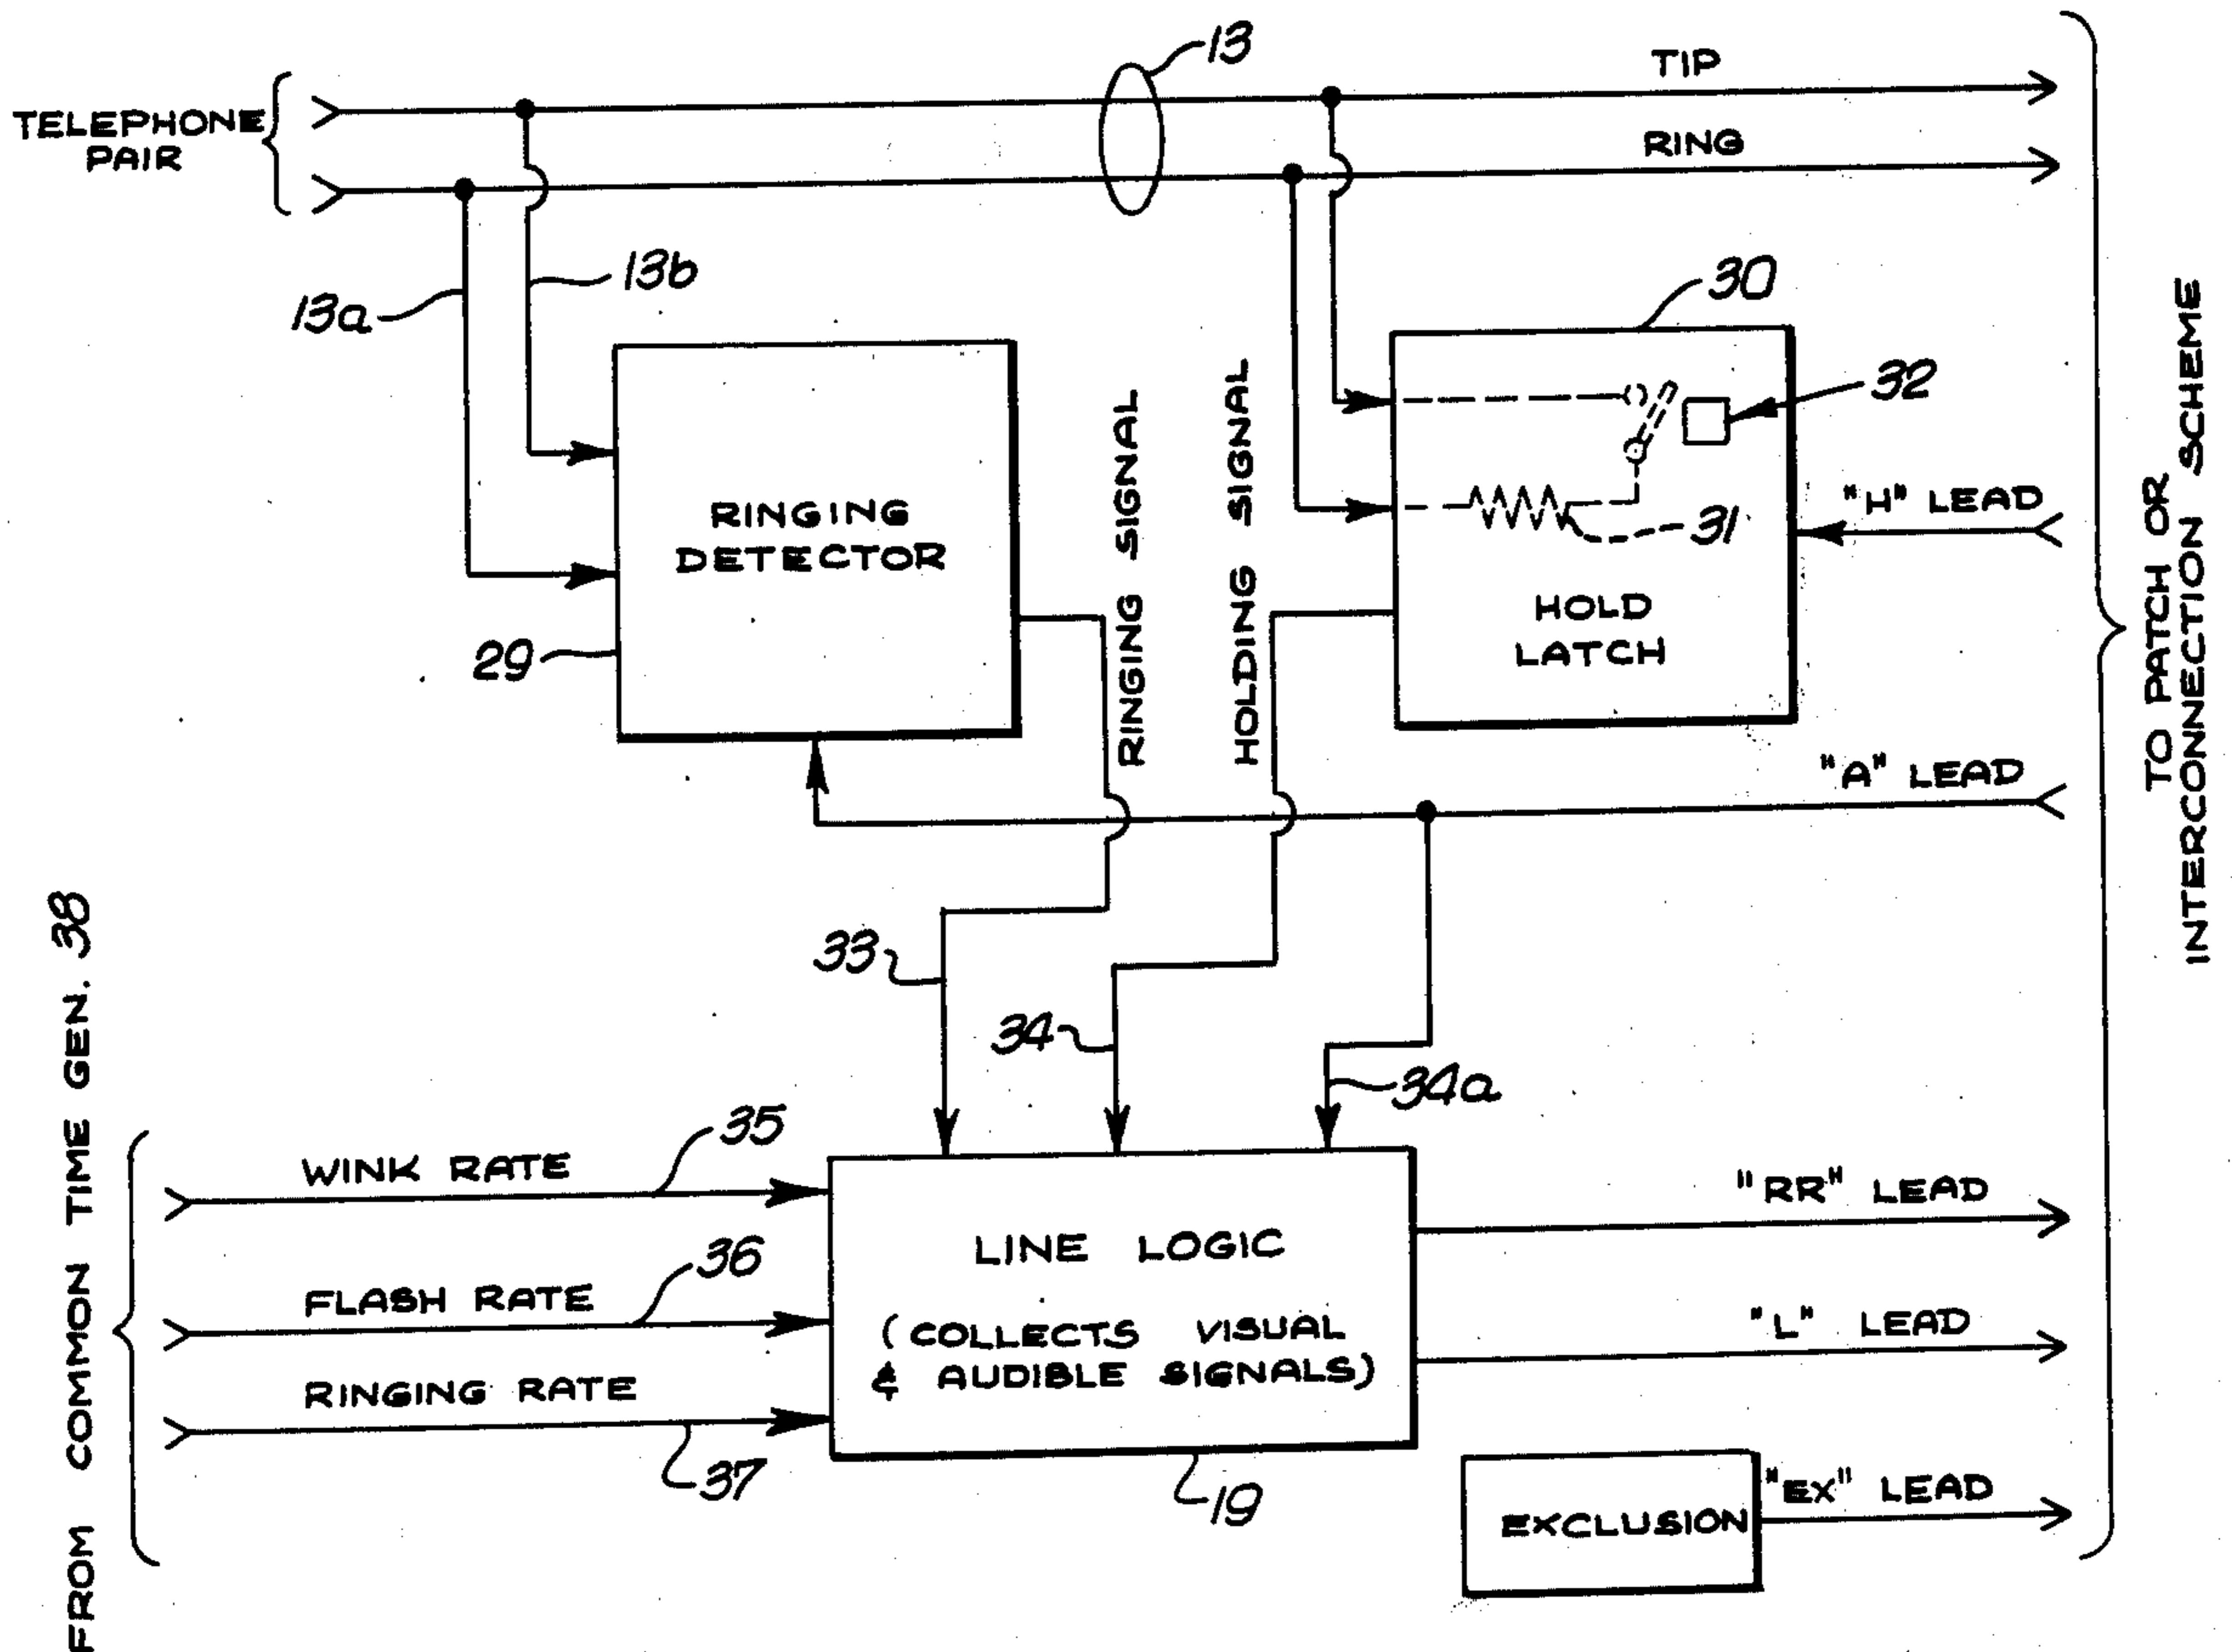 13
TIP
TELEPHONE
PAIR
RING
13a
13b
30
32
RINGING
DETECTOR
RINGING SIGNAL
HOLDING SIGNAL
31
"H" LEAD
HOLD
LATCH
29
"A" LEAD
TO PATCH OR
INTERCONNECTION SCHEME
33
34
34a
FROM COMMON TIME GEN. 38
WINK RATE
35
FLASH RATE
36
RINGING RATE
37
LINE LOGIC
(COLLECTS VISUAL
& AUDIBLE SIGNALS)
19
"RR" LEAD
"L" LEAD
EXCLUSION
"EX" LEAD